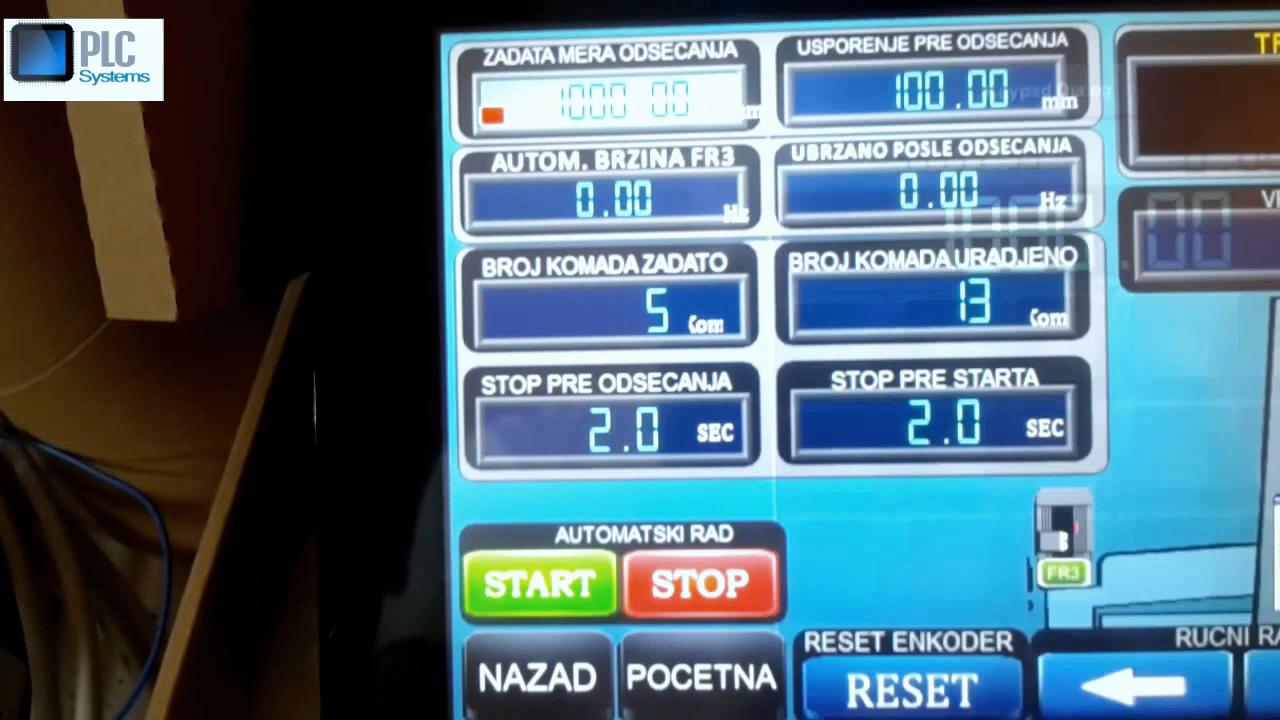 PLC
Systems
ZADATA MERA ODSECANJA
1000 00
USPORENJE PRE ODSECANJA
100.00 mm
AUTOM. BRZINA FR3
0.00 Hz
UBRZANO POSLE ODSECANJA
0.00 Hz
BROJ KOMADA ZADATO
5 Com
BROJ KOMADA URADJENO
13 Com
STOP PRE ODSECANJA
2.0 SEC
STOP PRE STARTA
2.0 SEC
AUTOMATSKI RAD
START STOP
FR3
NAZAD POCETNA
RESET ENKODER
RESET
RUCNI